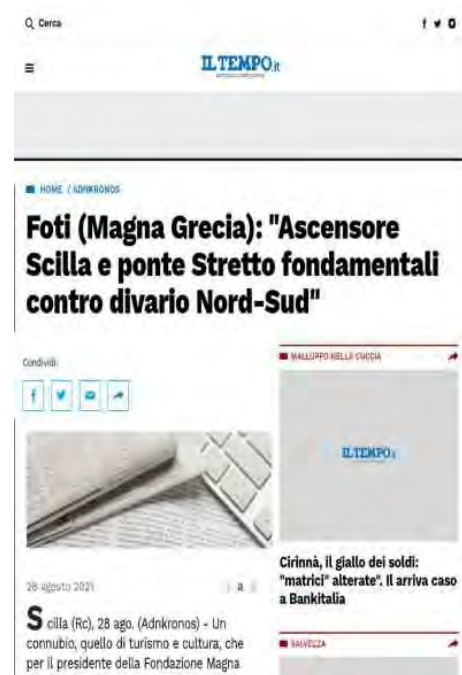 Cerca
IL TEMPO.it
HOME / ADNKRONOS
Foti (Magna Grecia): "Ascensore
Scilla e ponte Stretto fondamentali
contro divario Nord-Sud"
Condividi:
28 agosto 2021
a
Scilla (Rc), 28 ago. (Adnkronos) - Un
connubio, quello di turismo e cultura, che
per il presidente della Fondazione Magna
MALLOPPO NELLA CUCCIA
IL TEMPO.it
Cirinnà, il giallo dei soldi:
"matrici" alterate". Il arriva caso
a Bankitalia
SALVEZZA